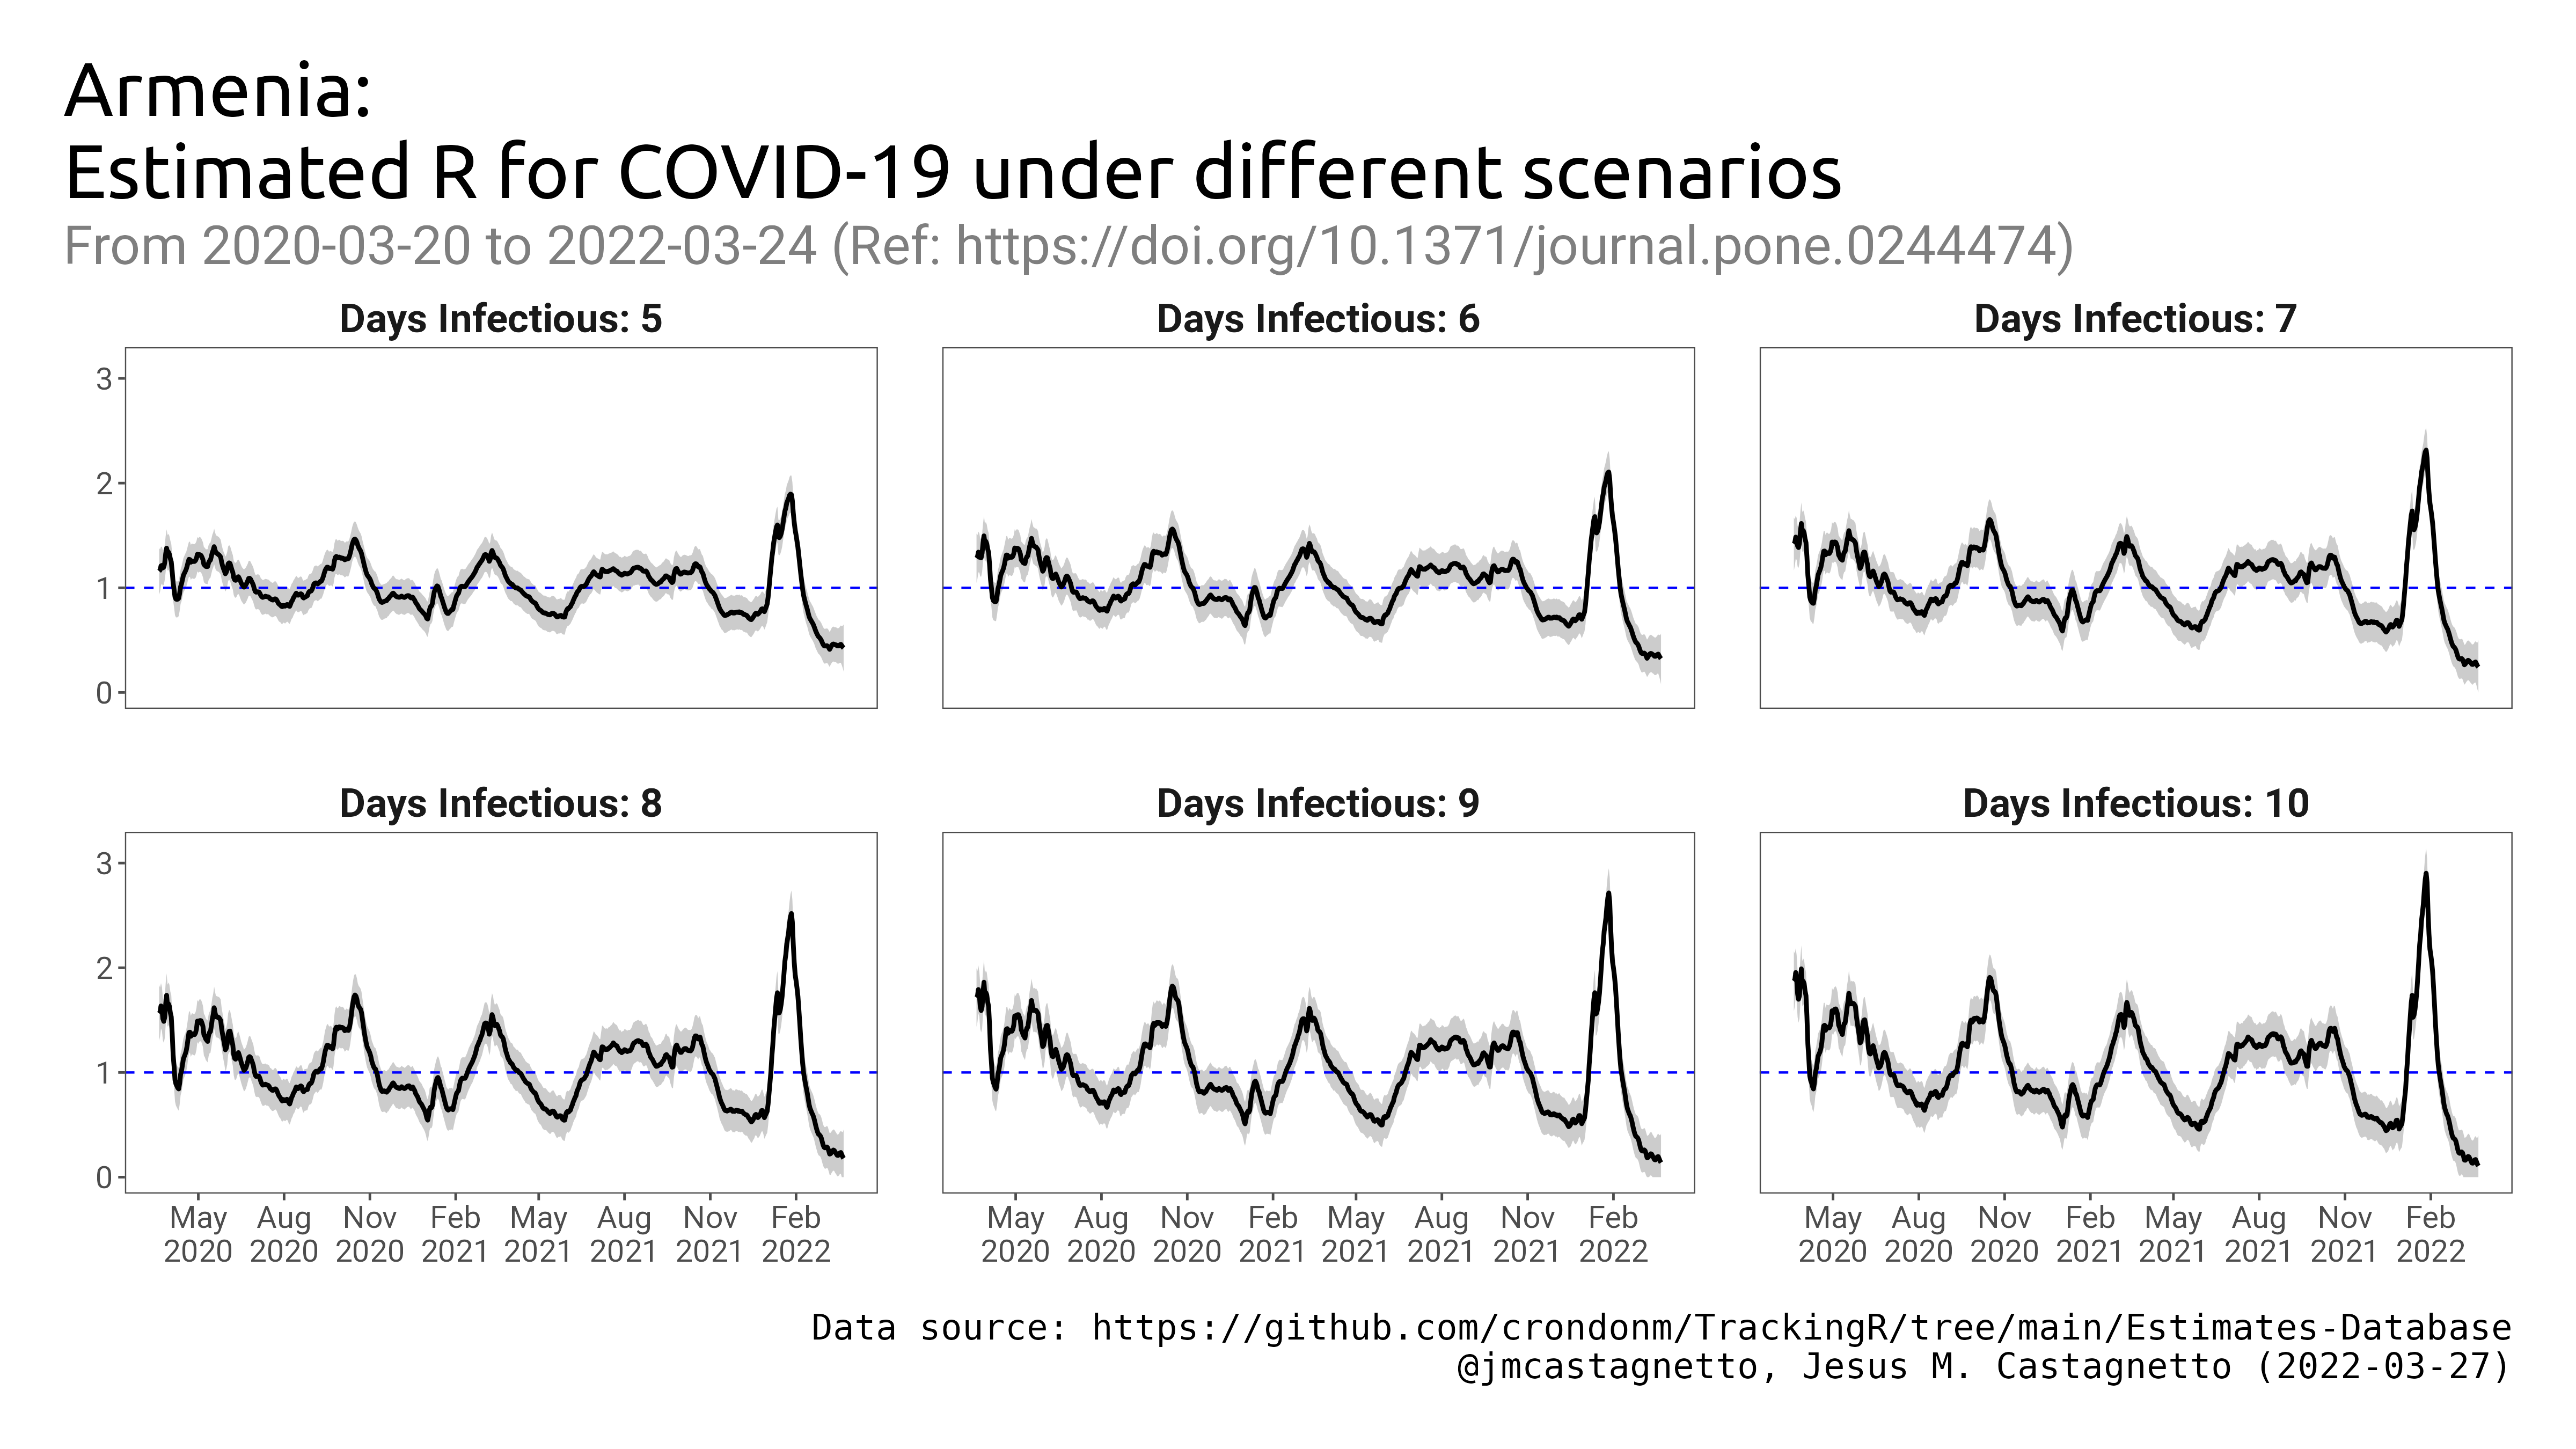 Armenia:
Estimated R for COVID-19 under different scenarios
From 2020-03-20 to 2022-03-24 (Ref: https://doi.org/10.1371/journal.pone.0244474)
Days Infectious: 5
Days Infectious: 6
Days Infectious: 7
3
2
1
0
Days Infectious: 8
Days Infectious: 9
Days Infectious: 10
3
2
1
0
May Aug Nov Feb May Aug Nov Feb
2020 2020 2020 2021 2021 2021 2021 2022
May Aug Nov Feb May Aug Nov Feb
2020 2020 2020 2021 2021 2021 2021 2022
May Aug Nov Feb May Aug Nov Feb
2020 2020 2020 2021 2021 2021 2021 2022
Data source: https://github.com/crondonm/TrackingR/tree/main/Estimates-Database
@jmcastagnetto, Jesus M. Castagnetto (2022-03-27)